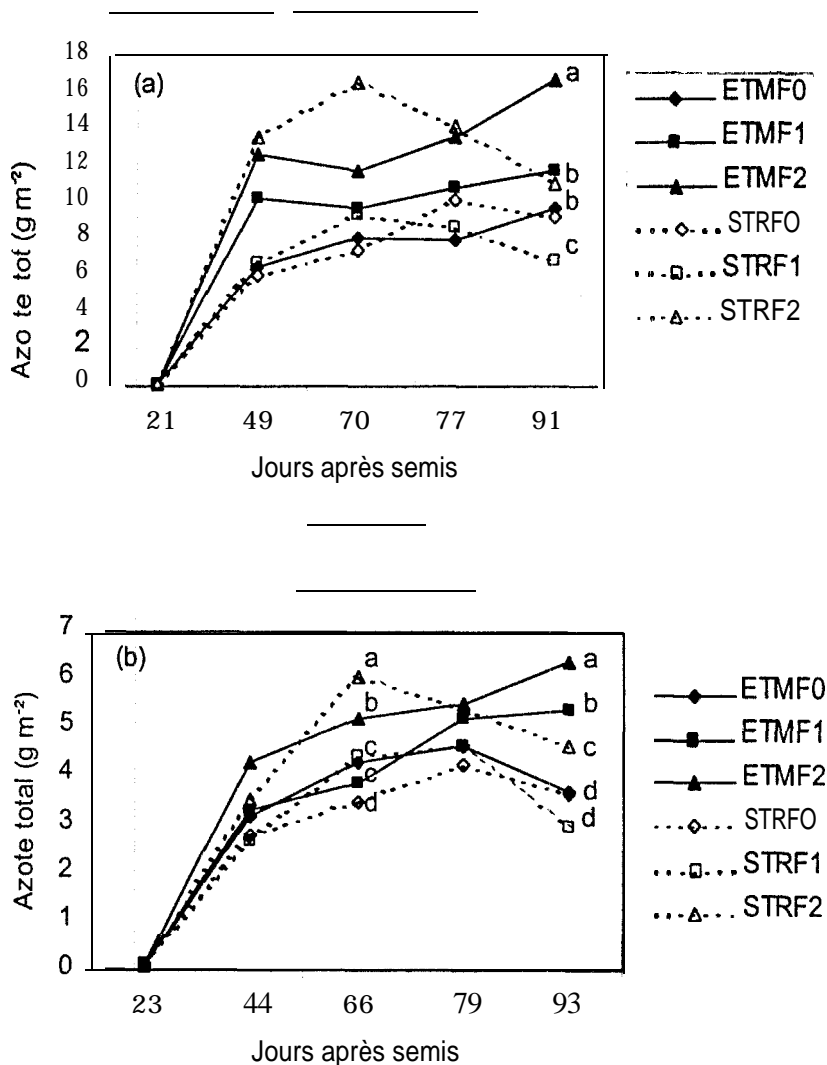 18
16
14
12
10
8
6
4
2
0
Azo te tot (g m⁻²)
(a)
a
b
b
c
21 49 70 77 91
Jours après semis
ETMF0
ETMF1
ETMF2
STRFO
STRF1
STRF2
7
6
5
4
3
2
1
0
Azote total (g m⁻²)
(b)
a a
b b
c c
c
d d
d
23 44 66 79 93
Jours après semis
ETMF0
ETMF1
ETMF2
STRFO
STRF1
STRF2